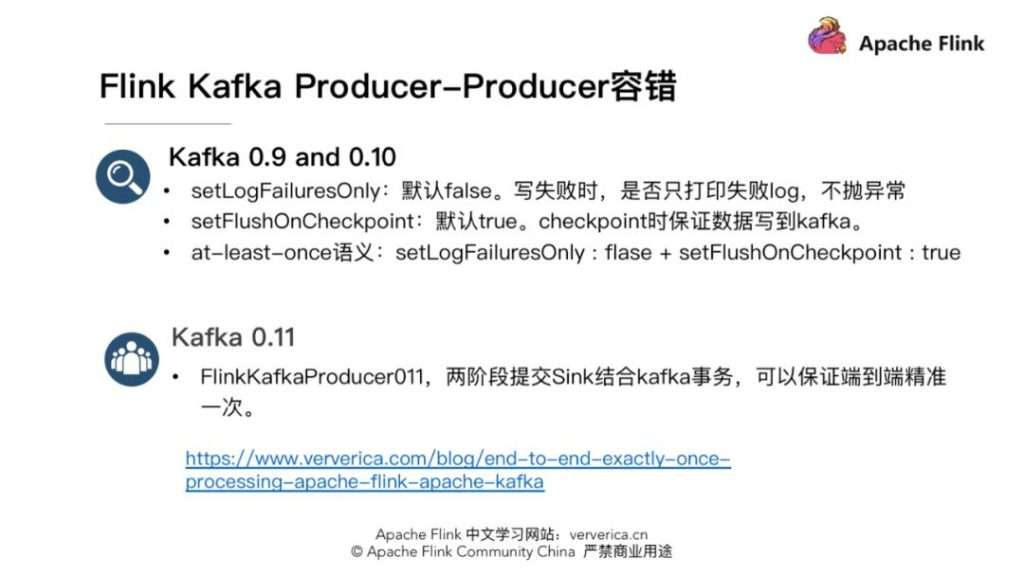 Apache Flink
Flink Kafka Producer-Producer容错
Kafka 0.9 and 0.10
• setLogFailuresOnly：默认false。写失败时，是否只打印失败log，不抛异常
• setFlushOnCheckpoint：默认true。checkpoint时保证数据写到kafka。
• at-least-once语义：setLogFailuresOnly : flase + setFlushOnCheckpoint : true
Kafka 0.11
• FlinkKafkaProducer011，两阶段提交Sink结合kafka事务，可以保证端到端精准
一次。
https://www.ververica.com/blog/end-to-end-exactly-once-
processing-apache-flink-apache-kafka
Apache Flink 中文学习网站：ververica.cn
© Apache Flink Community China 严禁商业用途